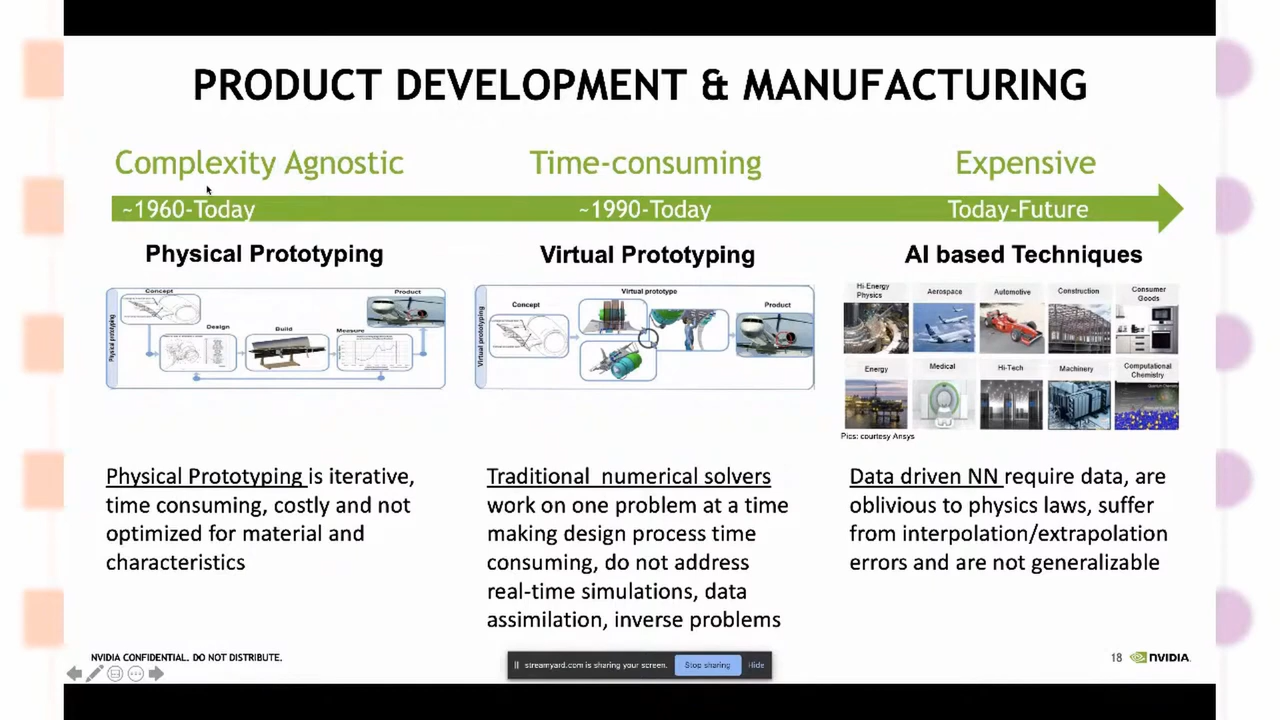 PRODUCT DEVELOPMENT & MANUFACTURING
Complexity Agnostic
Time-consuming
Expensive
~1960-Today
~1990-Today
Today-Future
Physical Prototyping
Virtual Prototyping
AI based Techniques
Physical prototyping
Concept
Design
Build
Measure
Product
Virtual prototyping
Virtual prototype
Concept
Product
Hi-Energy
Physics
Aerospace
Automotive
Construction
Consumer
Goods
Energy
Medical
Hi-Tech
Machinery
Computational
Chemistry
Pics: courtesy Ansys
Physical Prototyping is iterative,
time consuming, costly and not
optimized for material and
characteristics
Traditional numerical solvers
work on one problem at a time
making design process time
consuming, do not address
real-time simulations, data
assimilation, inverse problems
Data driven NN require data, are
oblivious to physics laws, suffer
from interpolation/extrapolation
errors and are not generalizable
NVIDIA CONFIDENTIAL. DO NOT DISTRIBUTE.
streamyard.com is sharing your screen.
Stop sharing
Hide
18
NVIDIA.